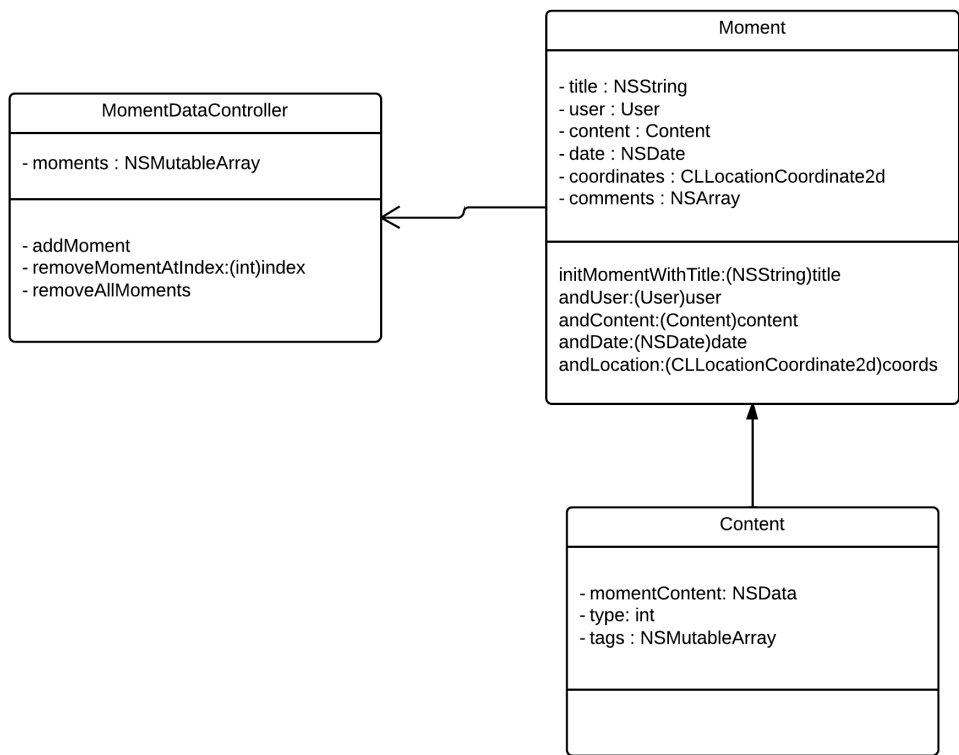 MomentDataController
- moments : NSMutableArray
- addMoment
- removeMomentAtIndex:(int)index
- removeAllMoments
Moment
- title : NSString
- user : User
- content : Content
- date : NSDate
- coordinates : CLLocationCoordinate2d
- comments : NSArray
initMomentWithTitle:(NSString)title
andUser:(User)user
andContent:(Content)content
andDate:(NSDate)date
andLocation:(CLLocationCoordinate2d)coords
Content
- momentContent: NSData
- type: int
- tags : NSMutableArray